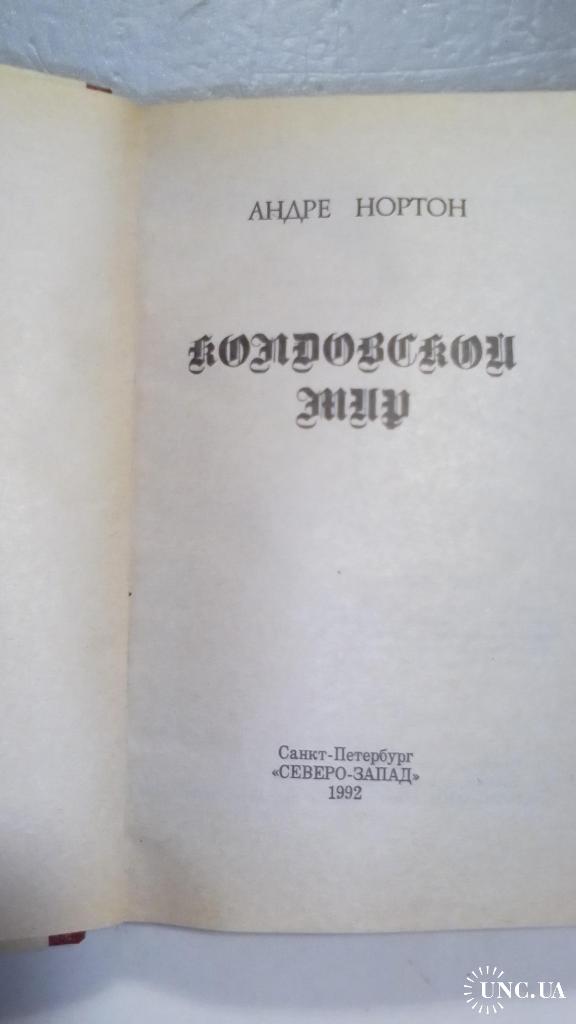 АНДРЕ НОРТОН
КОЛДОВСКОЙ
МИР
Санкт-Петербург
«СЕВЕРО-ЗАПАД»
1992
UNC.UA